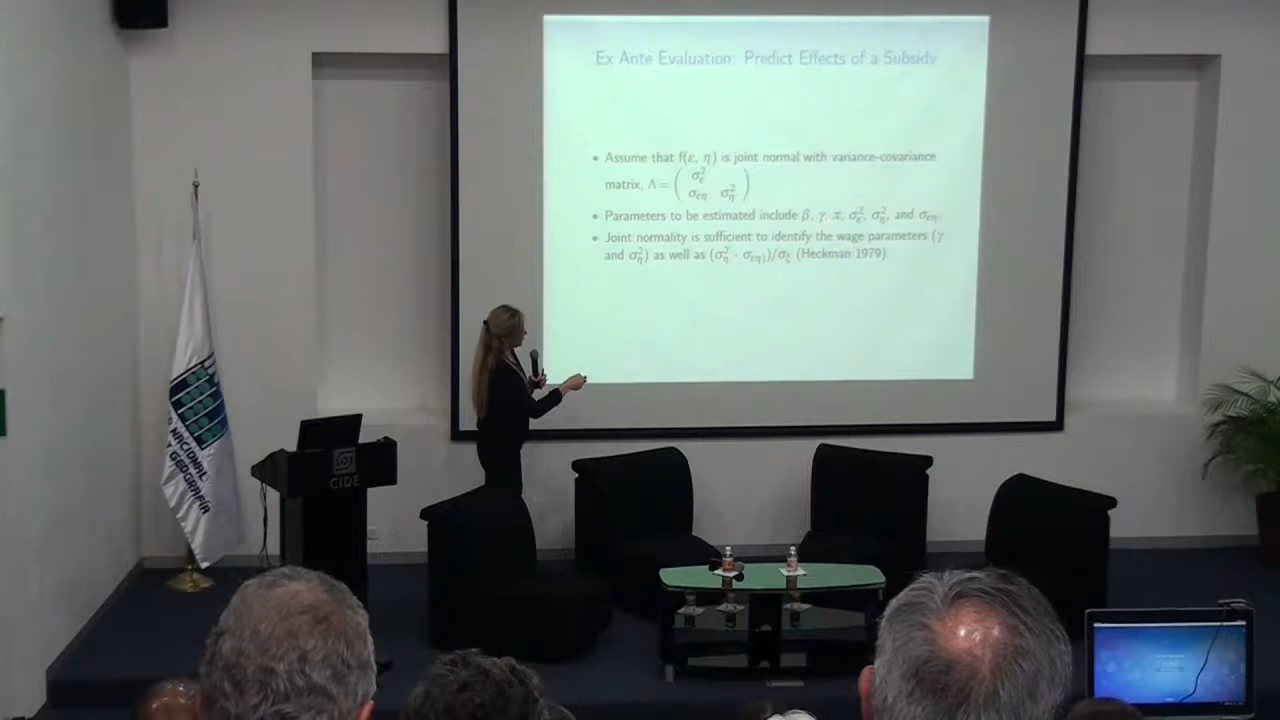 Ex Ante Evaluation: Predict Effects of a Subsidy
• Assume that f(ε, η) is joint normal with variance-covariance
matrix, Λ = ( σ²ε
σεη σ²η )
• Parameters to be estimated include β, γ, π, σ²ε, σ²η, and σεη.
• Joint normality is sufficient to identify the wage parameters (γ
and σ²η) as well as (σ²η - σεη)/σξ (Heckman 1979)
NACIONAL
GEOGRAFÍA
CIDE